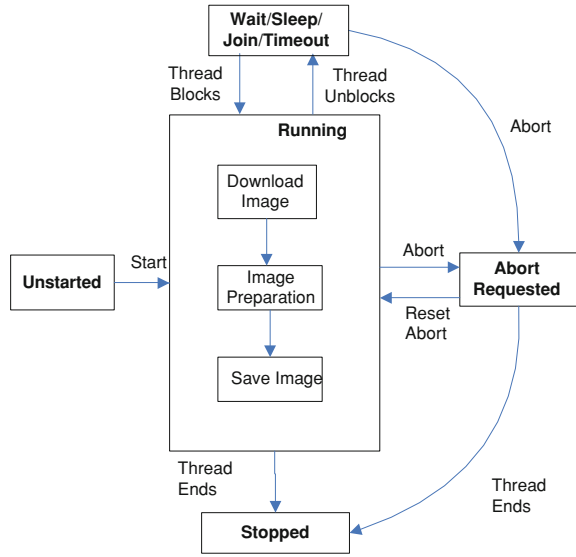 Wait/Sleep/
Join/Timeout
Thread
Blocks
Thread
Unblocks
Running
Abort
Download
Image
Unstarted
Start
Image
Preparation
Abort
Abort
Requested
Reset
Abort
Save Image
Thread
Ends
Thread
Ends
Stopped